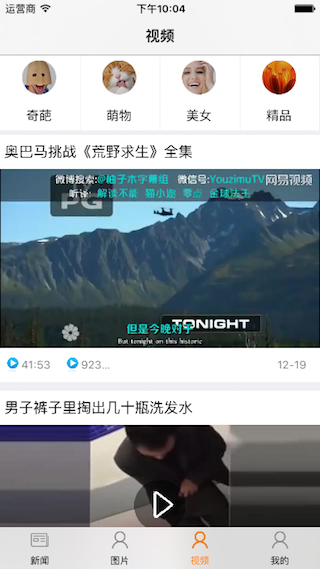 运营商 下午10:04
视频
奇葩 萌物 美女 精品
奥巴马挑战《荒野求生》全集
微博搜索:@柚子木字幕组 微信号:YouzimuTV 网易视频
听译: 解读不能 猫小迦 零点 金球法王
PG
但是今晚对于
TONIGHT
But tonight on this historic
41:53 923... 12-19
男子裤子里掏出几十瓶洗发水
新闻 图片 视频 我的